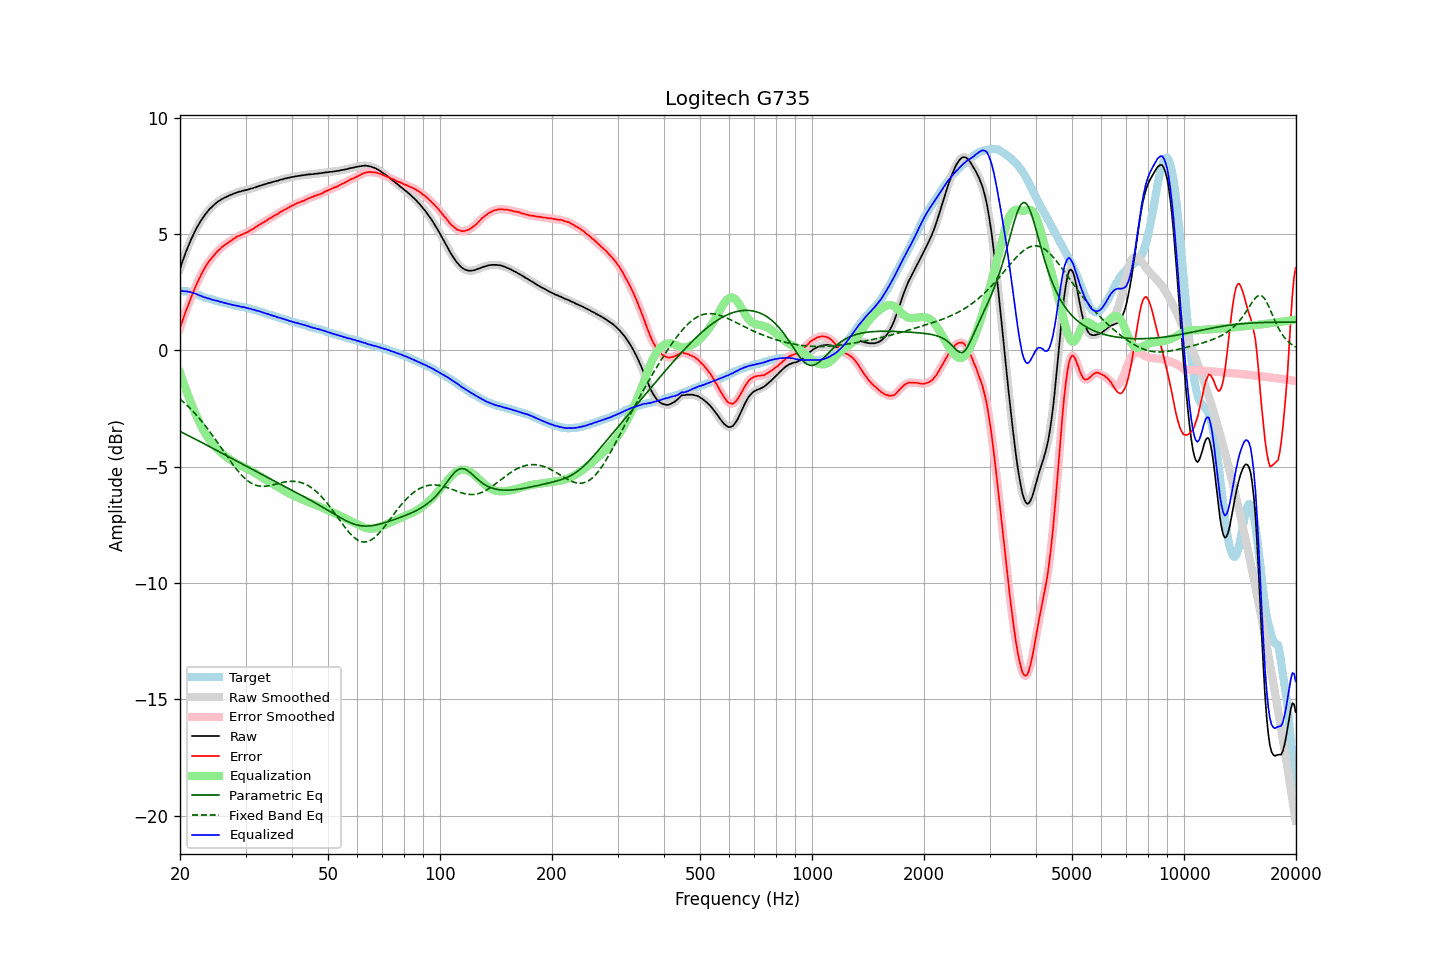 Logitech G735
10
5
0
−5
−10
−15
−20
Amplitude (dBr)
Target
Raw Smoothed
Error Smoothed
Raw
Error
Equalization
Parametric Eq
Fixed Band Eq
Equalized
20 50 100 200 500 1000 2000 5000 10000 20000
Frequency (Hz)